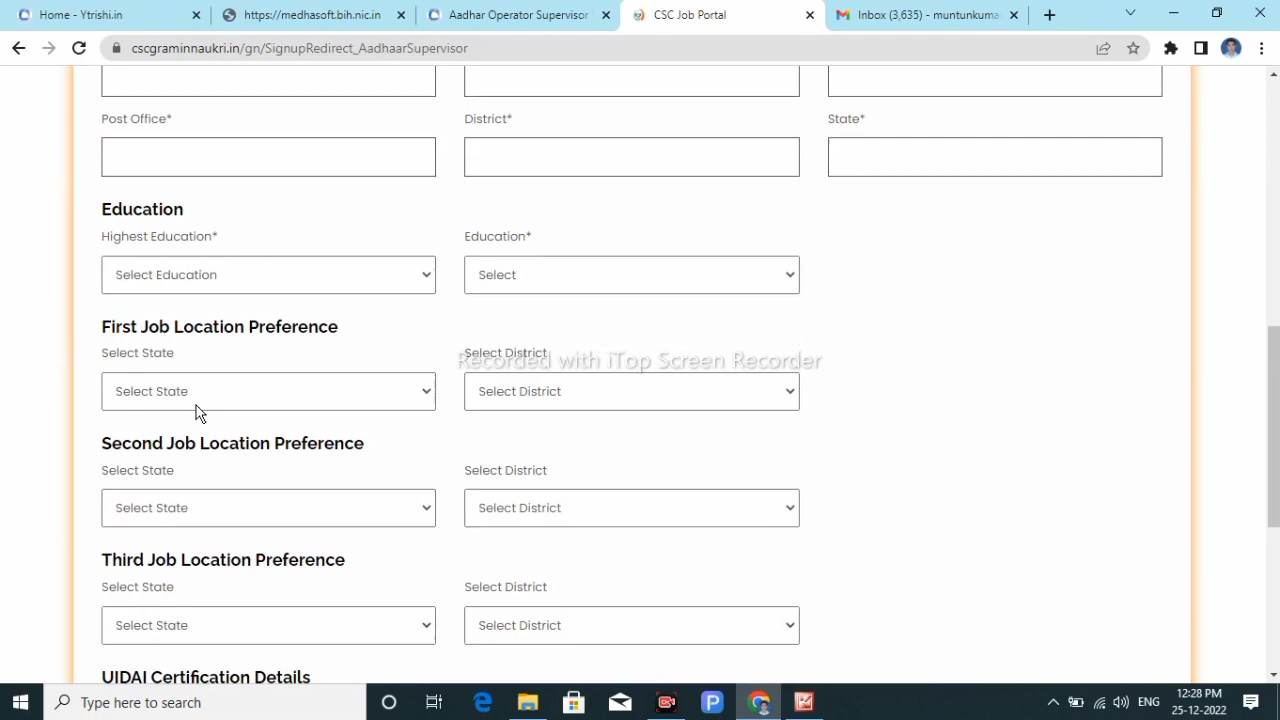 Home - Ytrishi.in
https://medhasoft.bih.nic.in
Aadhar Operator Supervisor
CSC Job Portal
Inbox (3,635) - muntunkuma
cscgraminnaukri.in/gn/SignupRedirect_AadhaarSupervisor
Post Office*
District*
State*
Education
Highest Education*
Education*
Select Education
Select
First Job Location Preference
Select State
Select District
Recorded with iTop Screen Recorder
Select State
Select District
Second Job Location Preference
Select State
Select District
Select State
Select District
Third Job Location Preference
Select State
Select District
Select State
Select District
UIDAI Certification Details
Type here to search
ENG
12:28 PM
25-12-2022